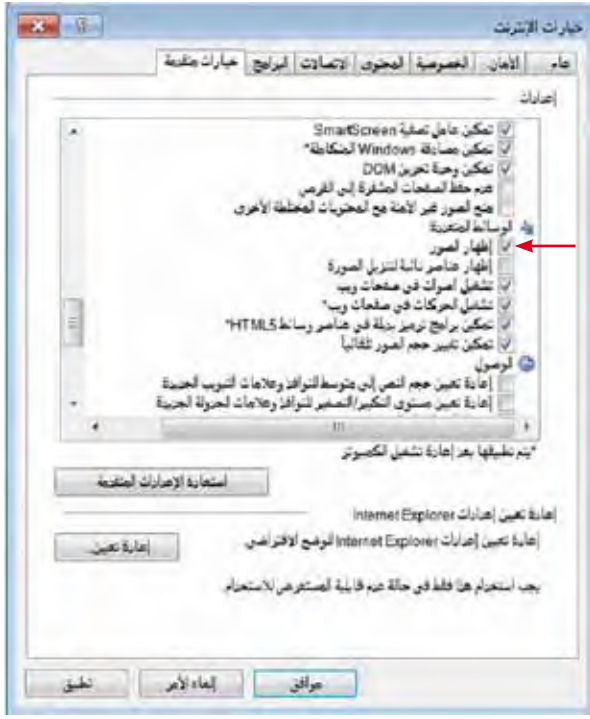 خيارات الإنترنت
عام الأمان الخصوصية المحتوى الاتصالات البرامج خيارات متقدمة
إعدادات
تمكين عامل تصفية SmartScreen
تمكين مصادقة Windows المتكاملة*
تمكين وحدة تخزين DOM
عدم حفظ الصفحات المشفرة إلى القرص
منع الصور غير الآمنة مع المحتويات المختلطة الأخرى
الوسائط المتعددة
إظهار الصور
إظهار عناصر نائبة لتنزيل الصورة
تشغيل أصوات في صفحات ويب
تشغيل الحركات في صفحات ويب*
تمكين برامج ترميز بديلة في عناصر وسائط HTML5*
تمكين تغيير حجم الصور تلقائياً
الوصول
إعادة تعيين حجم النص إلى متوسط للنوافذ وعلامات التبويب الجديدة
إعادة تعيين مستوى التكبير/التصغير للنوافذ وعلامات الجدولة الجديدة
*يتم تطبيقها بعد إعادة تشغيل الكمبيوتر
استعادة الإعدادات المتقدمة
إعادة تعيين إعدادات Internet Explorer
إعادة تعيين إعدادات Internet Explorer للوضع الافتراضي
إعادة تعيين...
يجب استخدام هذا فقط في حالة عدم قابلية المستعرض للاستخدام.
موافق إلغاء الأمر تطبيق